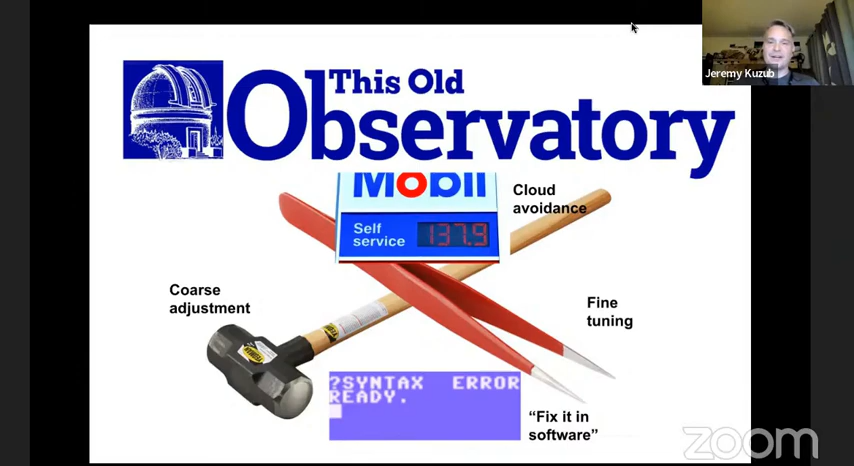 Jeremy Kuzub
This Old
Observatory
Mobil
Cloud
avoidance
Self
service
137.9
Coarse
adjustment
Fine
tuning
?SYNTAX ERROR
READY.
"Fix it in
software"
zoom